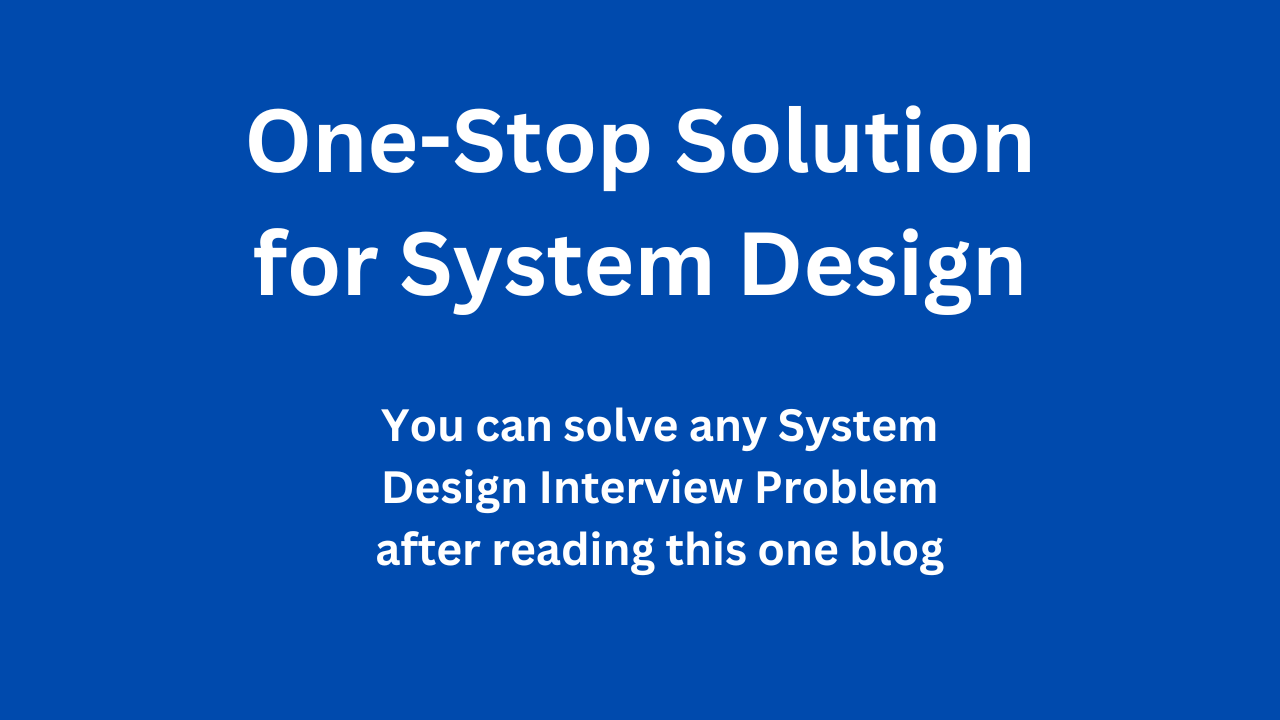 One-Stop Solution
for System Design
You can solve any System
Design Interview Problem
after reading this one blog